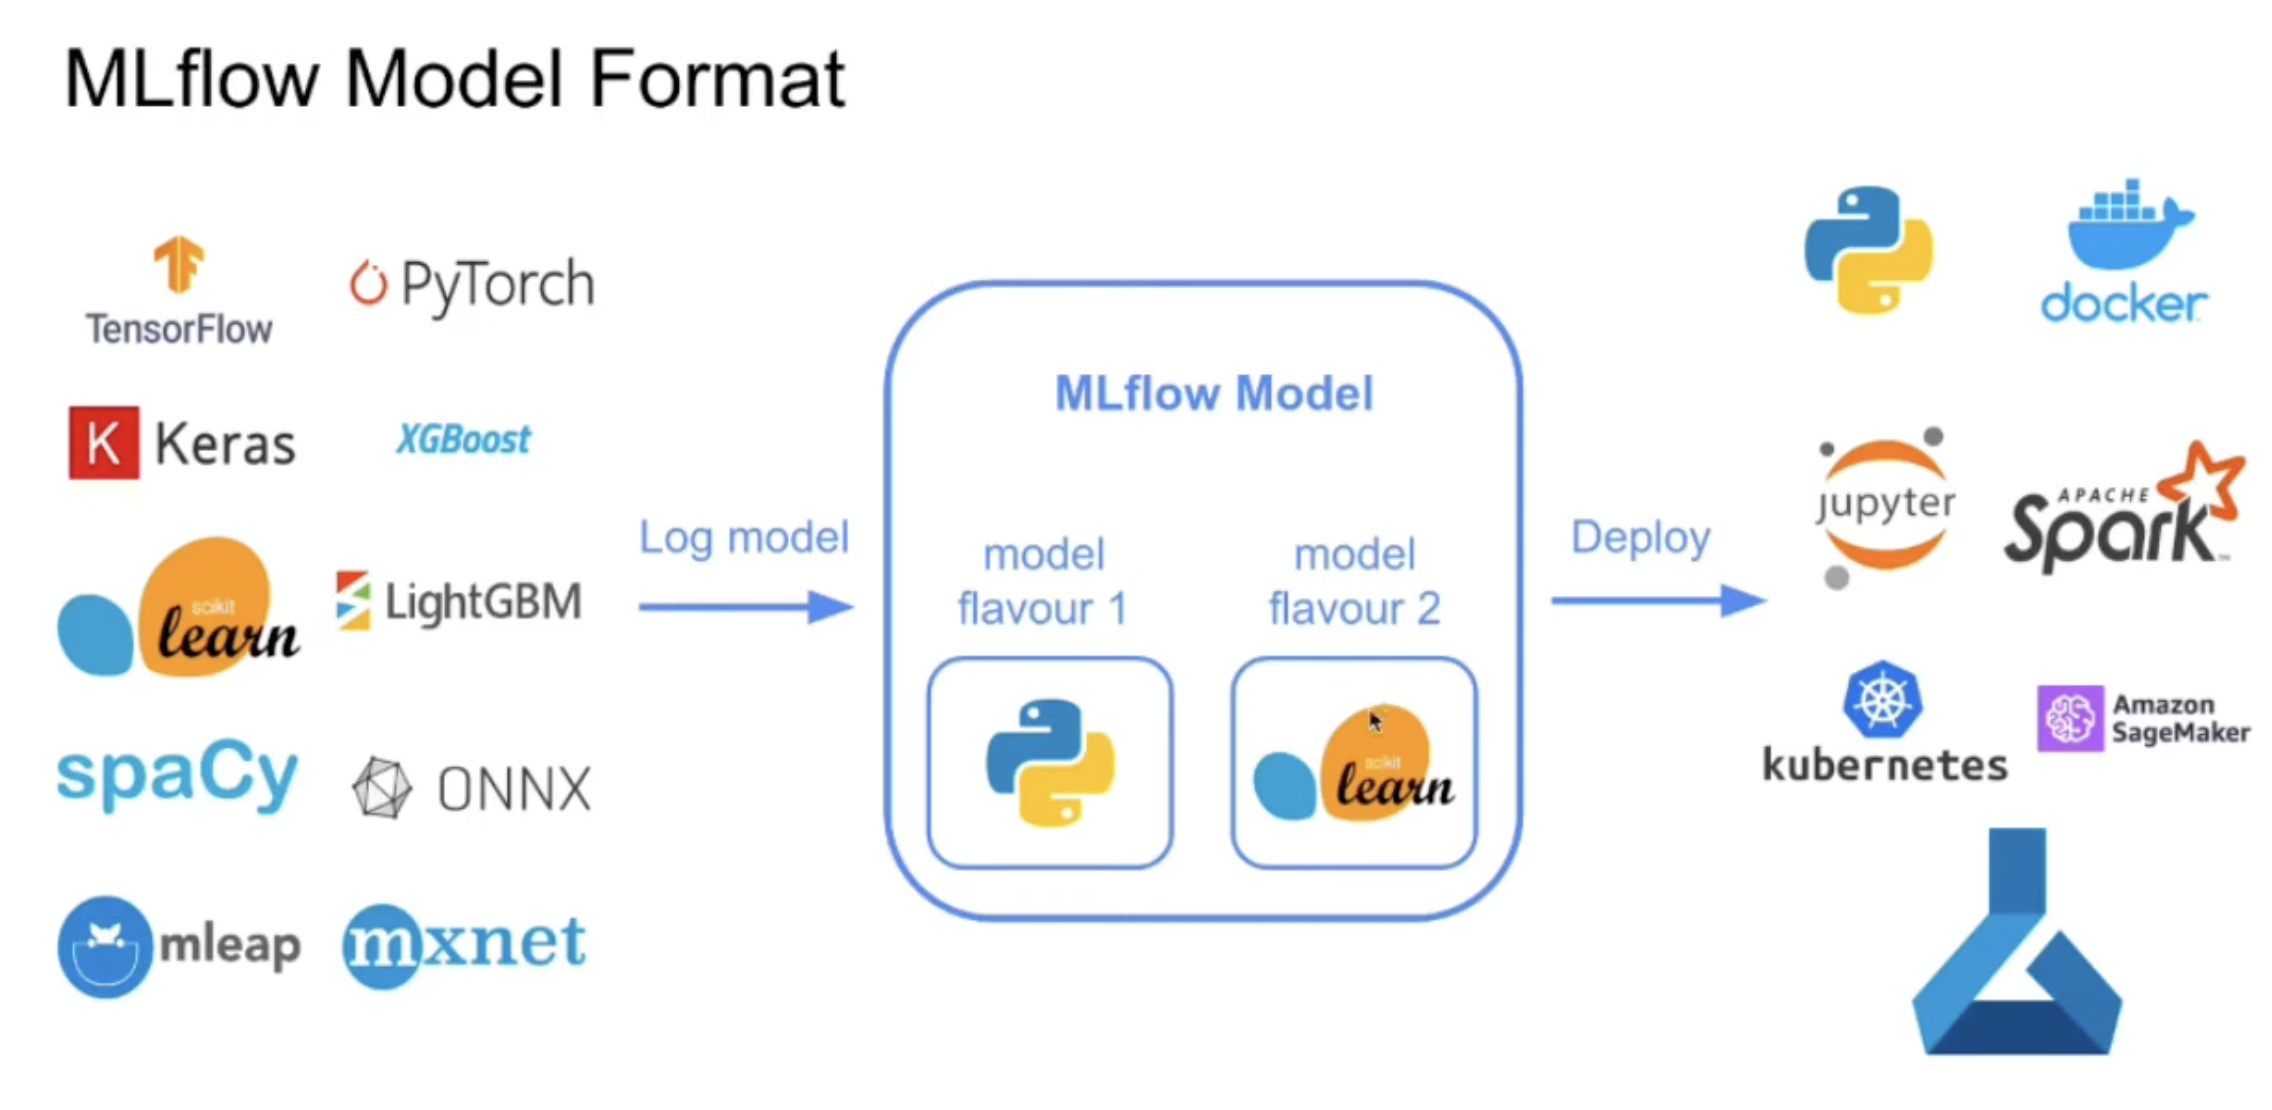 MLflow Model Format
TensorFlow
PyTorch
K Keras
XGBoost
scikit
learn
LightGBM
spaCy
ONNX
mleap
mxnet
Log model
MLflow Model
model
flavour 1
model
flavour 2
scikit
learn
Deploy
docker
jupyter
APACHE
Spark™
kubernetes
Amazon
SageMaker